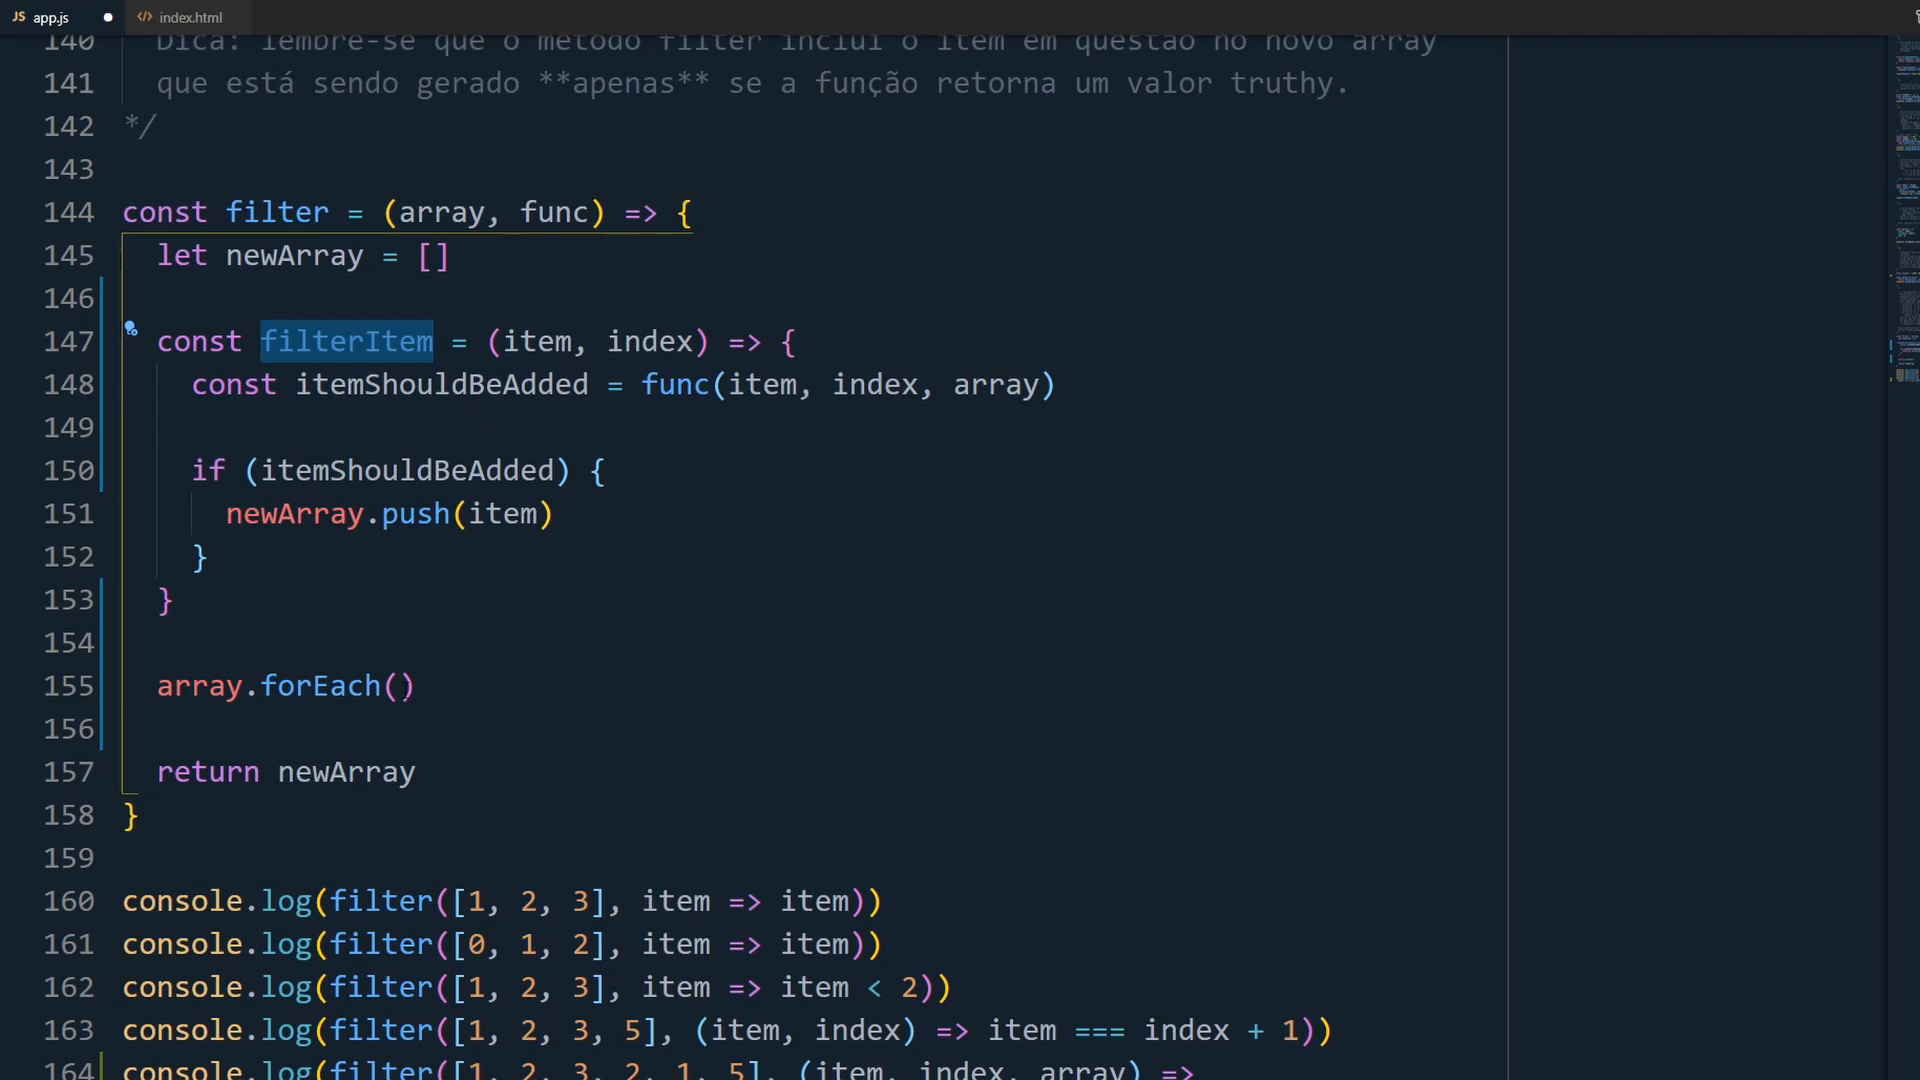 JS app.js
index.html
140 Dica: lembre-se que o método filter inclui o item em questão no novo array
141 que está sendo gerado **apenas** se a função retorna um valor truthy.
142 */
143
144 const filter = (array, func) => {
145 let newArray = []
146
147 const filterItem = (item, index) => {
148 const itemShouldBeAdded = func(item, index, array)
149
150 if (itemShouldBeAdded) {
151 newArray.push(item)
152 }
153 }
154
155 array.forEach()
156
157 return newArray
158 }
159
160 console.log(filter([1, 2, 3], item => item))
161 console.log(filter([0, 1, 2], item => item))
162 console.log(filter([1, 2, 3], item => item < 2))
163 console.log(filter([1, 2, 3, 5], (item, index) => item === index + 1))
164 console.log(filter([1, 2, 3, 2, 1, 5], (item, index, array) =>